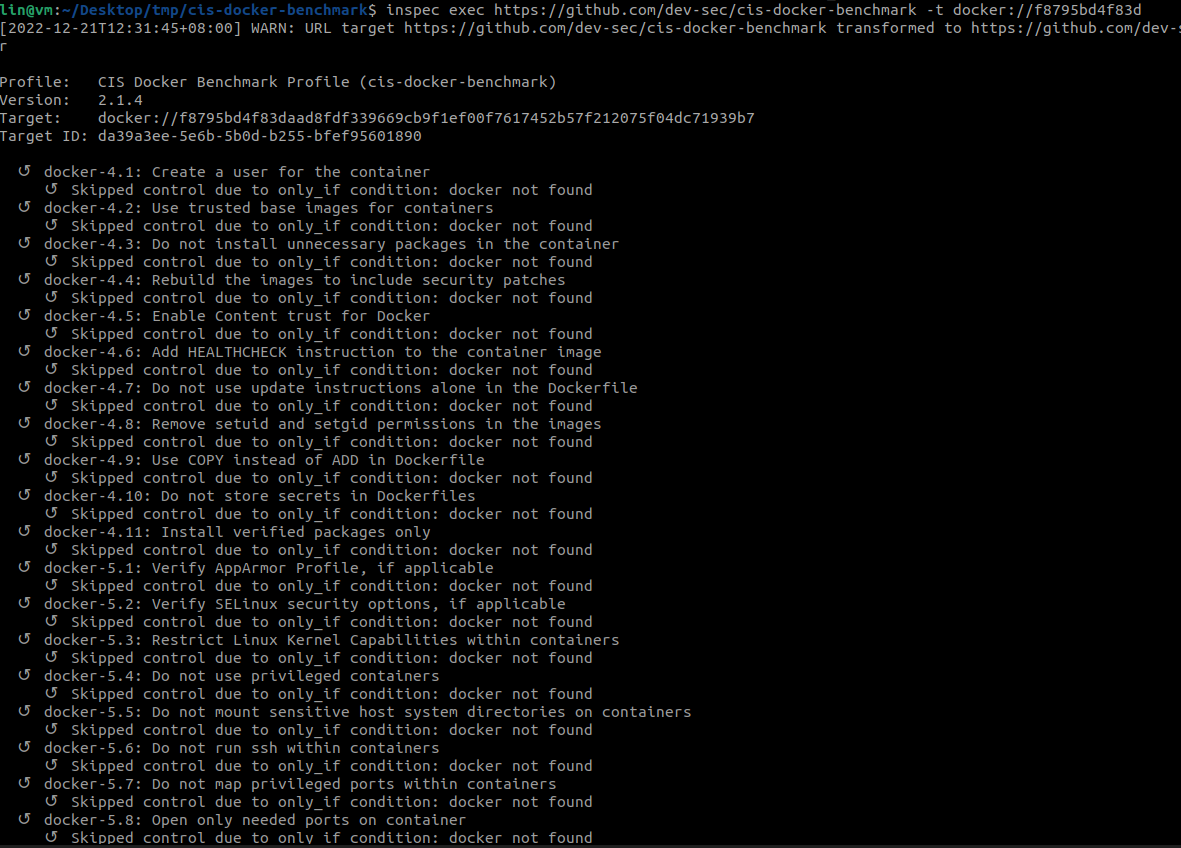 lin@vm:~/Desktop/tmp/cis-docker-benchmark$ inspec exec https://github.com/dev-sec/cis-docker-benchmark -t docker://f8795bd4f83d
[2022-12-21T12:31:45+08:00] WARN: URL target https://github.com/dev-sec/cis-docker-benchmark transformed to https://github.com/dev-s
r
Profile:   CIS Docker Benchmark Profile (cis-docker-benchmark)
Version:   2.1.4
Target:    docker://f8795bd4f83daad8fdf339669cb9f1ef00f7617452b57f212075f04dc71939b7
Target ID: da39a3ee-5e6b-5b0d-b255-bfef95601890
↺  docker-4.1: Create a user for the container
↺  Skipped control due to only_if condition: docker not found
↺  docker-4.2: Use trusted base images for containers
↺  Skipped control due to only_if condition: docker not found
↺  docker-4.3: Do not install unnecessary packages in the container
↺  Skipped control due to only_if condition: docker not found
↺  docker-4.4: Rebuild the images to include security patches
↺  Skipped control due to only_if condition: docker not found
↺  docker-4.5: Enable Content trust for Docker
↺  Skipped control due to only_if condition: docker not found
↺  docker-4.6: Add HEALTHCHECK instruction to the container image
↺  Skipped control due to only_if condition: docker not found
↺  docker-4.7: Do not use update instructions alone in the Dockerfile
↺  Skipped control due to only_if condition: docker not found
↺  docker-4.8: Remove setuid and setgid permissions in the images
↺  Skipped control due to only_if condition: docker not found
↺  docker-4.9: Use COPY instead of ADD in Dockerfile
↺  Skipped control due to only_if condition: docker not found
↺  docker-4.10: Do not store secrets in Dockerfiles
↺  Skipped control due to only_if condition: docker not found
↺  docker-4.11: Install verified packages only
↺  Skipped control due to only_if condition: docker not found
↺  docker-5.1: Verify AppArmor Profile, if applicable
↺  Skipped control due to only_if condition: docker not found
↺  docker-5.2: Verify SELinux security options, if applicable
↺  Skipped control due to only_if condition: docker not found
↺  docker-5.3: Restrict Linux Kernel Capabilities within containers
↺  Skipped control due to only_if condition: docker not found
↺  docker-5.4: Do not use privileged containers
↺  Skipped control due to only_if condition: docker not found
↺  docker-5.5: Do not mount sensitive host system directories on containers
↺  Skipped control due to only_if condition: docker not found
↺  docker-5.6: Do not run ssh within containers
↺  Skipped control due to only_if condition: docker not found
↺  docker-5.7: Do not map privileged ports within containers
↺  Skipped control due to only_if condition: docker not found
↺  docker-5.8: Open only needed ports on container
↺  Skipped control due to only_if condition: docker not found